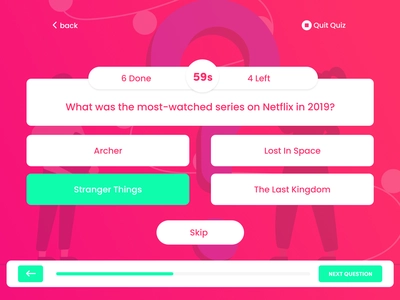 back
Quit Quiz
6 Done
59s
4 Left
What was the most-watched series on Netflix in 2019?
Archer
Lost In Space
Stranger Things
The Last Kingdom
Skip
NEXT QUESTION